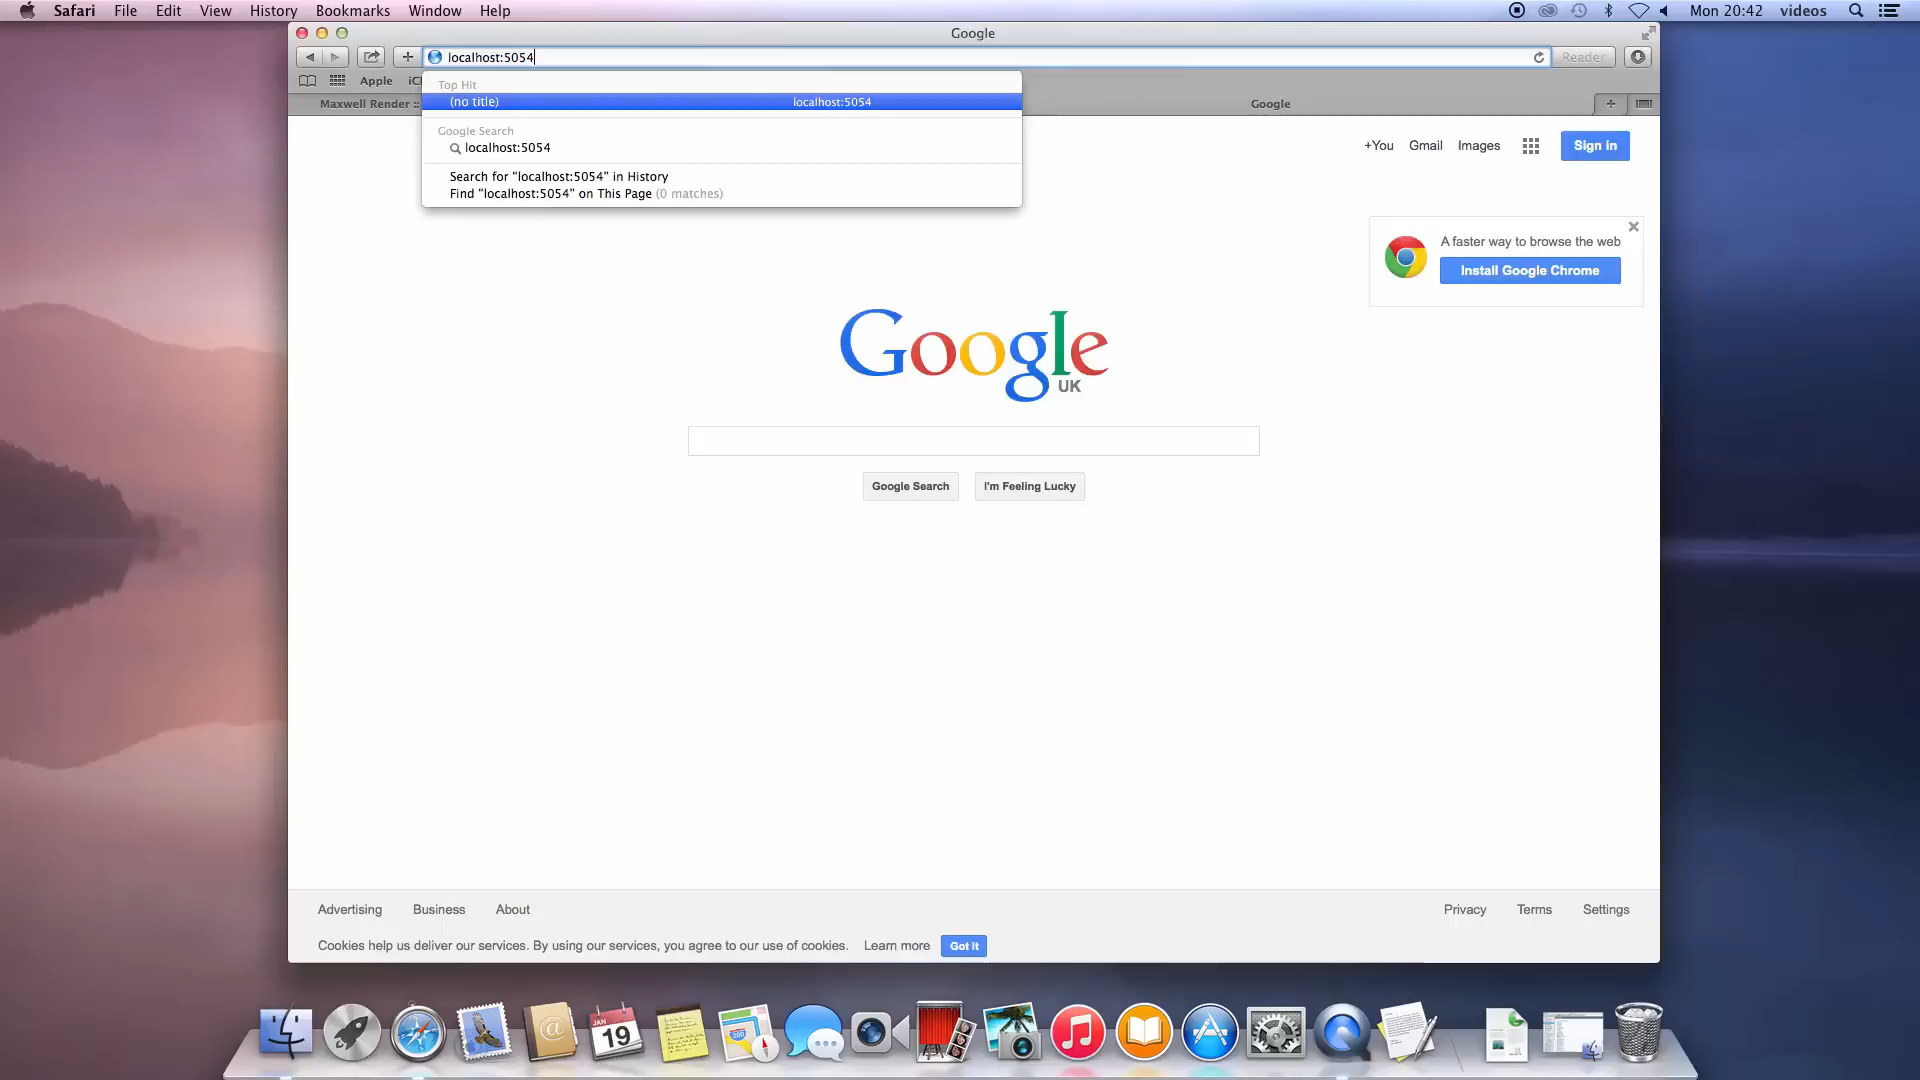 Safari File Edit View History Bookmarks Window Help
Mon 20:42 videos
Google
localhost:5054
Reader
Apple
Top Hit
(no title) localhost:5054
Maxwell Render ::
Google
Google Search
localhost:5054
Search for “localhost:5054” in History
Find “localhost:5054” on This Page (0 matches)
+You Gmail Images Sign in
A faster way to browse the web
Install Google Chrome
Google
UK
Google Search I'm Feeling Lucky
Advertising Business About
Privacy Terms Settings
Cookies help us deliver our services. By using our services, you agree to our use of cookies. Learn more Got it
JAN
19